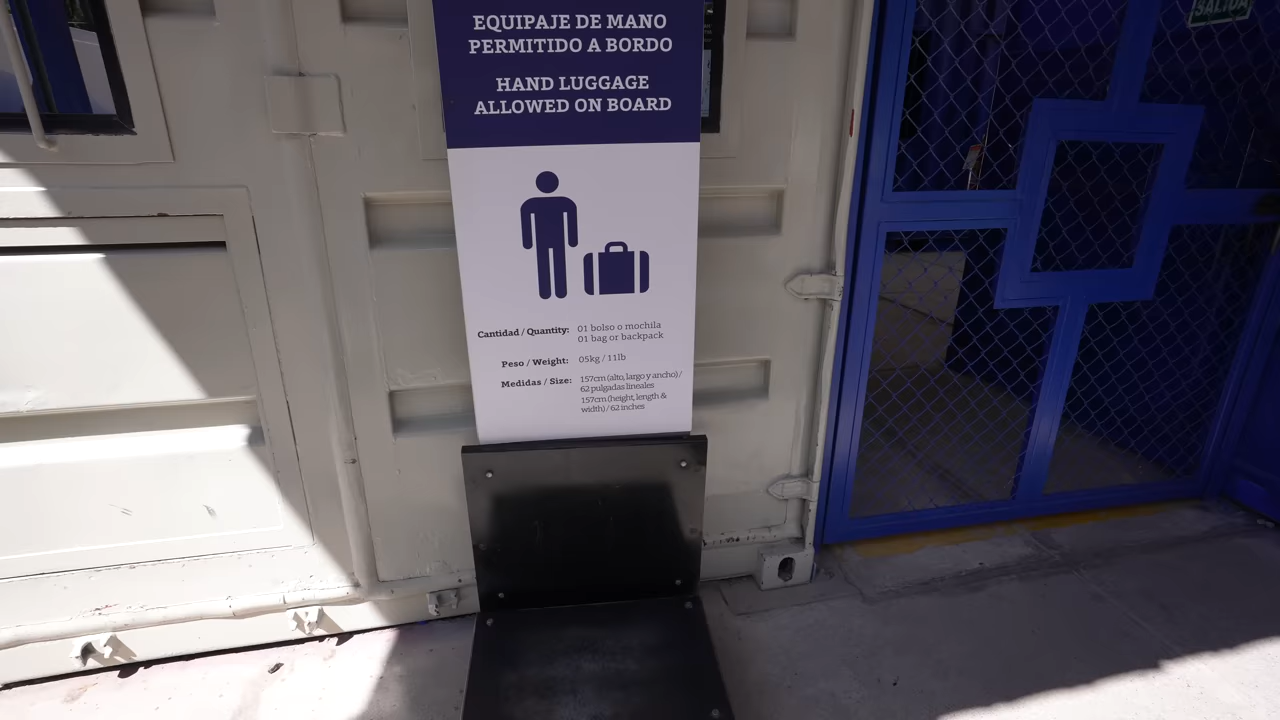 EQUIPAJE DE MANO
PERMITIDO A BORDO
HAND LUGGAGE
ALLOWED ON BOARD
Cantidad / Quantity: 01 bolso o mochila
01 bag or backpack
Peso / Weight: 05kg / 11lb
Medidas / Size: 157cm (alto, largo y ancho) /
62 pulgadas lineales
157cm (height, length &
width) / 62 inches
SALIDA